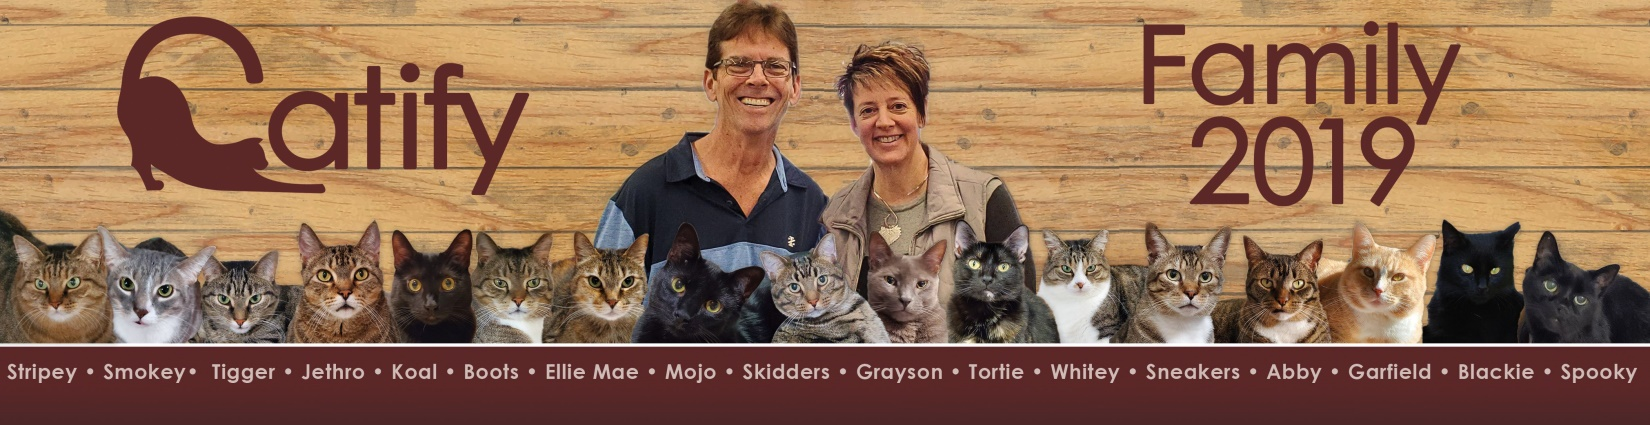 Catify
Family
2019
Stripey • Smokey • Tigger • Jethro • Koal • Boots • Ellie Mae • Mojo • Skidders • Grayson • Tortie • Whitey • Sneakers • Abby • Garfield • Blackie • Spooky